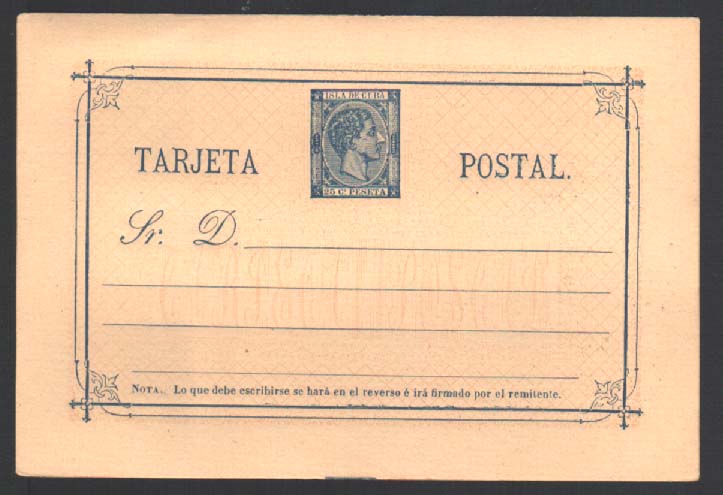 ISLA DE CUBA
25 Cs PESETA
TARJETA POSTAL.
Sr. D.
NOTA. Lo que debe escribirse se hará en el reverso é irá firmado por el remitente.